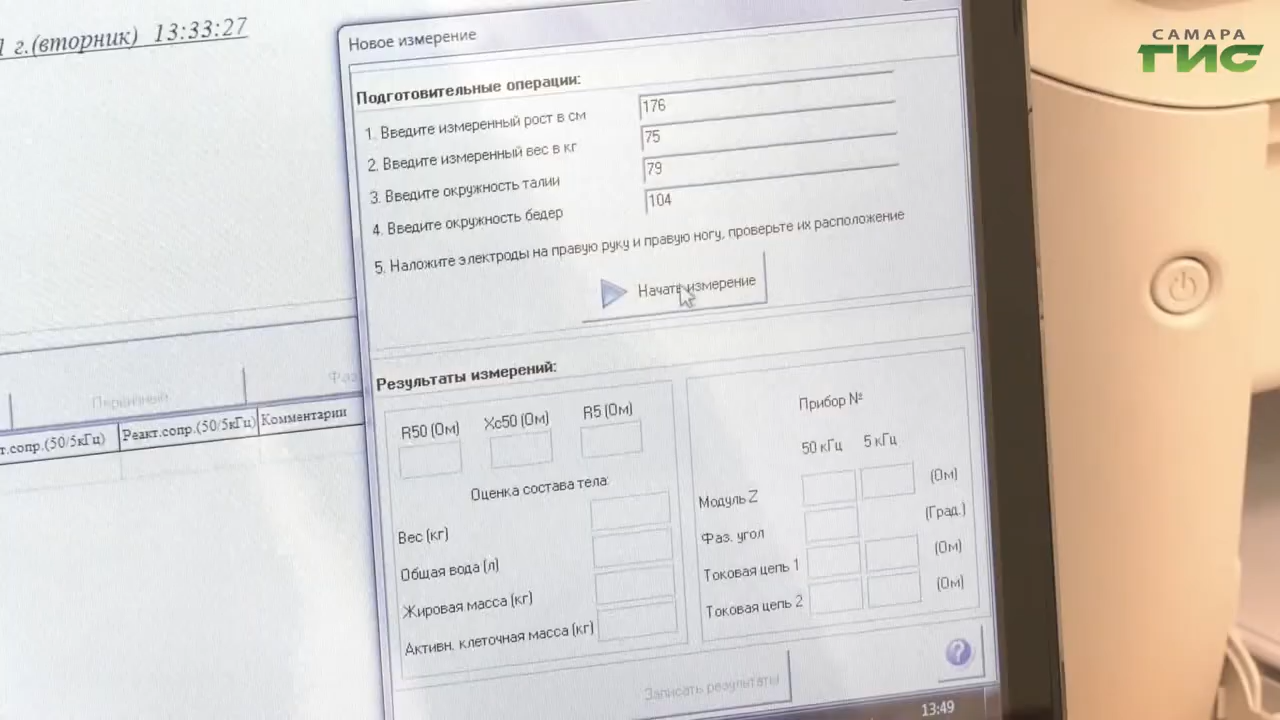 1 г.(вторник) 13:33:27
САМАРА
ГИС
Новое измерение
Подготовительные операции:
1. Введите измеренный рост в см 176
2. Введите измеренный вес в кг 75
3. Введите окружность талии 79
4. Введите окружность бедер 104
5. Наложите электроды на правую руку и правую ногу, проверьте их расположение
Начать измерение
Результаты измерений:
R50 (Ом) Xc50 (Ом) R5 (Ом)
Оценка состава тела:
Вес (кг)
Общая вода (л)
Жировая масса (кг)
Активн. клеточная масса (кг)
Прибор №
50 кГц 5 кГц
Модуль Z (Ом)
Фаз. угол (Град.)
Токовая цепь 1 (Ом)
Токовая цепь 2 (Ом)
Записать результаты
?
Первичный
Фаз
т.сопр.(50/5кГц) Реакт.сопр.(50/5кГц) Комментарии
13:49